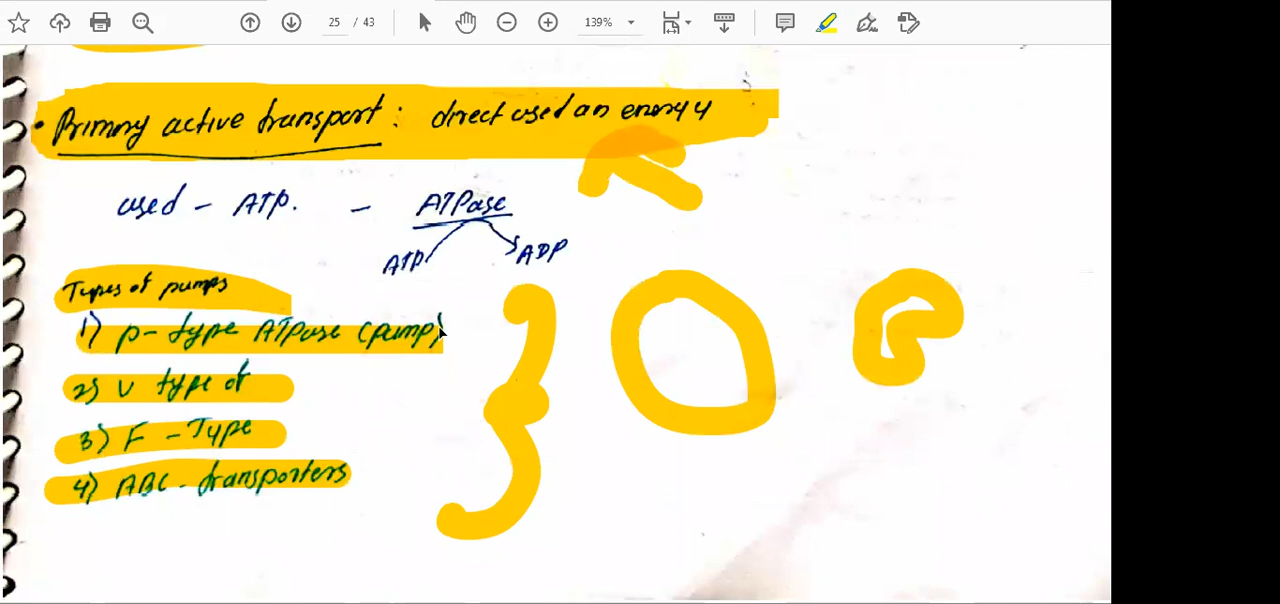 25 / 43
139%
• Primary active transport : direct used an energy
used - ATP. - ATPase
ATP ADP
Types of pumps
1) P- type ATPase (pump)
2) V type of
3) F - Type
4) ABC - transporters